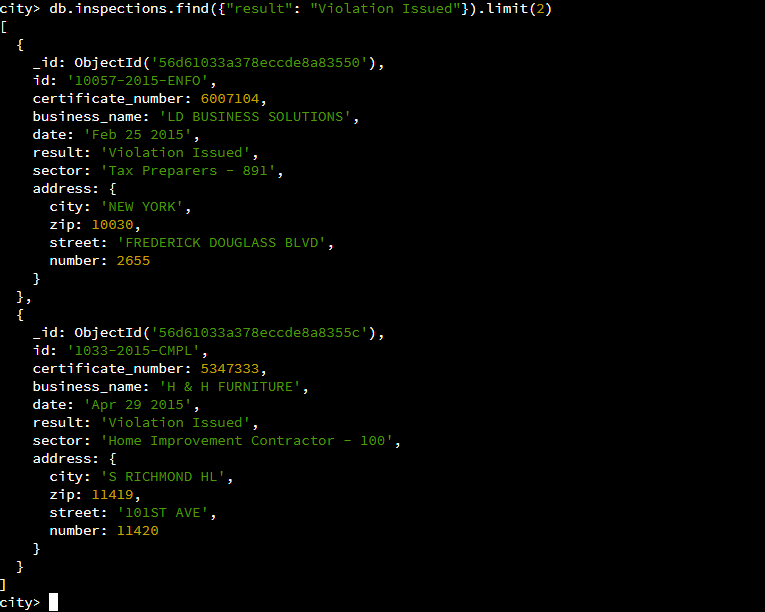 city> db.inspections.find({"result": "Violation Issued"}).limit(2)
[
  {
    _id: ObjectId('56d61033a378eccde8a83550'),
    id: '10057-2015-ENFO',
    certificate_number: 6007104,
    business_name: 'LD BUSINESS SOLUTIONS',
    date: 'Feb 25 2015',
    result: 'Violation Issued',
    sector: 'Tax Preparers - 891',
    address: {
      city: 'NEW YORK',
      zip: 10030,
      street: 'FREDERICK DOUGLASS BLVD',
      number: 2655
    }
  },
  {
    _id: ObjectId('56d61033a378eccde8a8355c'),
    id: '1033-2015-CMPL',
    certificate_number: 5347333,
    business_name: 'H & H FURNITURE',
    date: 'Apr 29 2015',
    result: 'Violation Issued',
    sector: 'Home Improvement Contractor - 100',
    address: {
      city: 'S RICHMOND HL',
      zip: 11419,
      street: '101ST AVE',
      number: 11420
    }
  }
]
city>